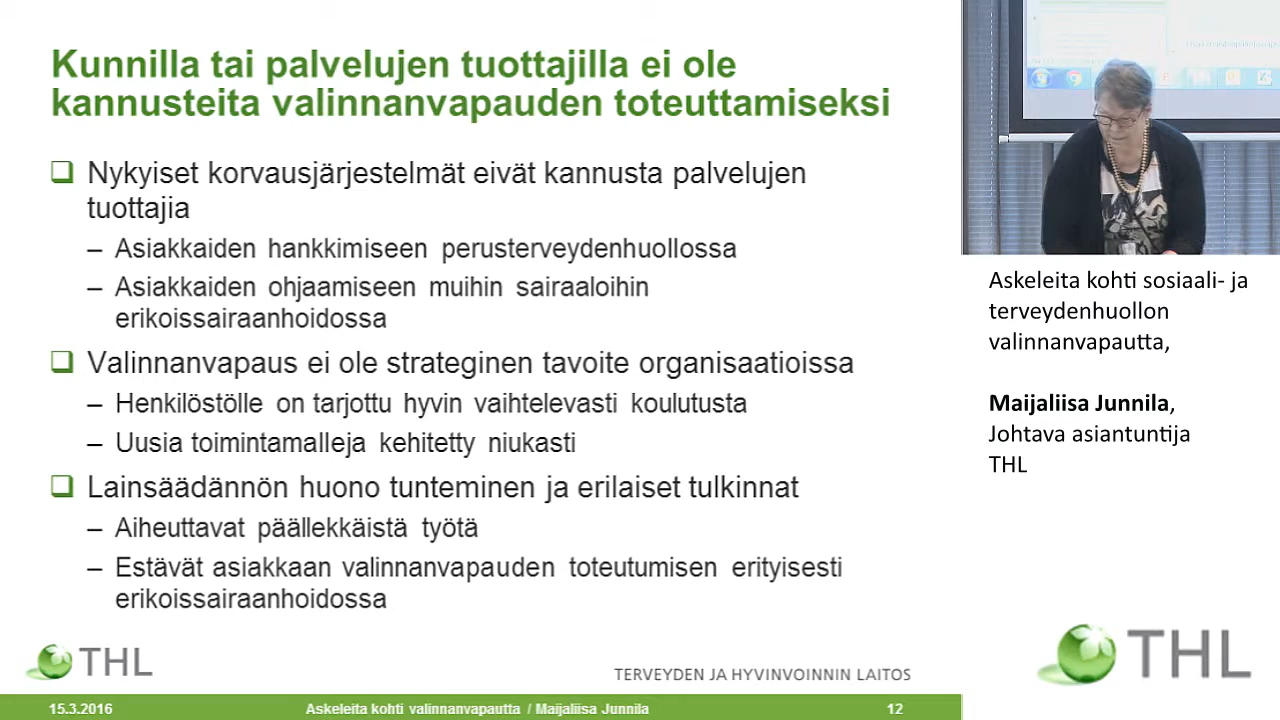 Kunnilla tai palvelujen tuottajilla ei ole
kannusteita valinnanvapauden toteuttamiseksi
Nykyiset korvausjärjestelmät eivät kannusta palvelujen
tuottajia
– Asiakkaiden hankkimiseen perusterveydenhuollossa
– Asiakkaiden ohjaamiseen muihin sairaaloihin
erikoissairaanhoidossa
Valinnanvapaus ei ole strateginen tavoite organisaatioissa
– Henkilöstölle on tarjottu hyvin vaihtelevasti koulutusta
– Uusia toimintamalleja kehitetty niukasti
Lainsäädännön huono tunteminen ja erilaiset tulkinnat
– Aiheuttavat päällekkäistä työtä
– Estävät asiakkaan valinnanvapauden toteutumisen erityisesti
erikoissairaanhoidossa
THL
TERVEYDEN JA HYVINVOINNIN LAITOS
15.3.2016
Askeleita kohti valinnanvapautta / Maijaliisa Junnila
12
Askeleita kohti sosiaali- ja
terveydenhuollon
valinnanvapautta,
Maijaliisa Junnila,
Johtava asiantuntija
THL
THL